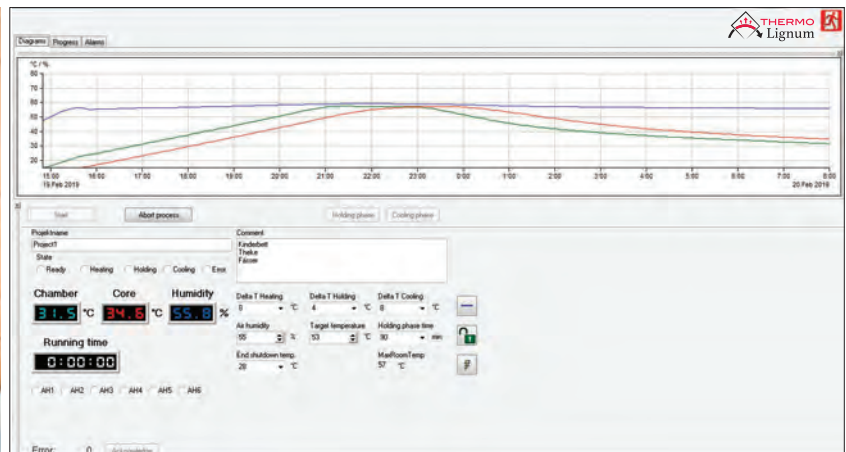 THERMO
Lignum
Diagrams Progress Alarms
°C / %
80
70
60
50
40
30
20
15:00 16:00 17:00 18:00 19:00 20:00 21:00 22:00 23:00 0:00 1:00 2:00 3:00 4:00 5:00 6:00 7:00 8:00
19.Feb 2019 20.Feb 2019
Start Abort process Holding phase Cooling phase
Projektname Comment
Project1 Kinderbett
Theke
Fässer
State
Ready Heating Holding Cooling Error
Chamber Core Humidity
31.5 °C 34.6 °C 55.8 %
Delta T Heating Delta T Holding Delta T Cooling
8 °C 4 °C 8 °C
Air humidity Target temperature Holding phase time
55 % 53 °C 90 min
Running time
0:00:00
End shutdown temp. MaxRoomTemp
28 °C 57 °C
AH1 AH2 AH3 AH4 AH5 AH6
Error: 0 Acknowledge